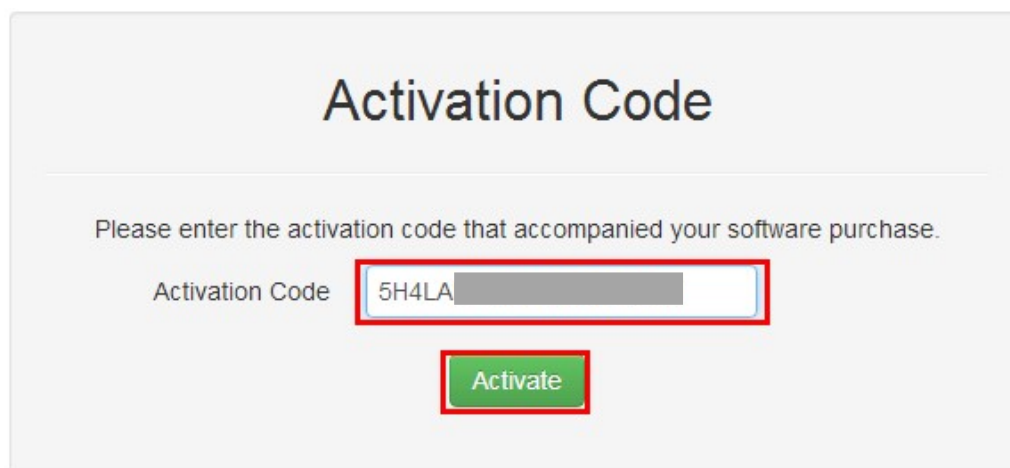 Activation Code
Please enter the activation code that accompanied your software purchase.
Activation Code 5H4LA
Activate